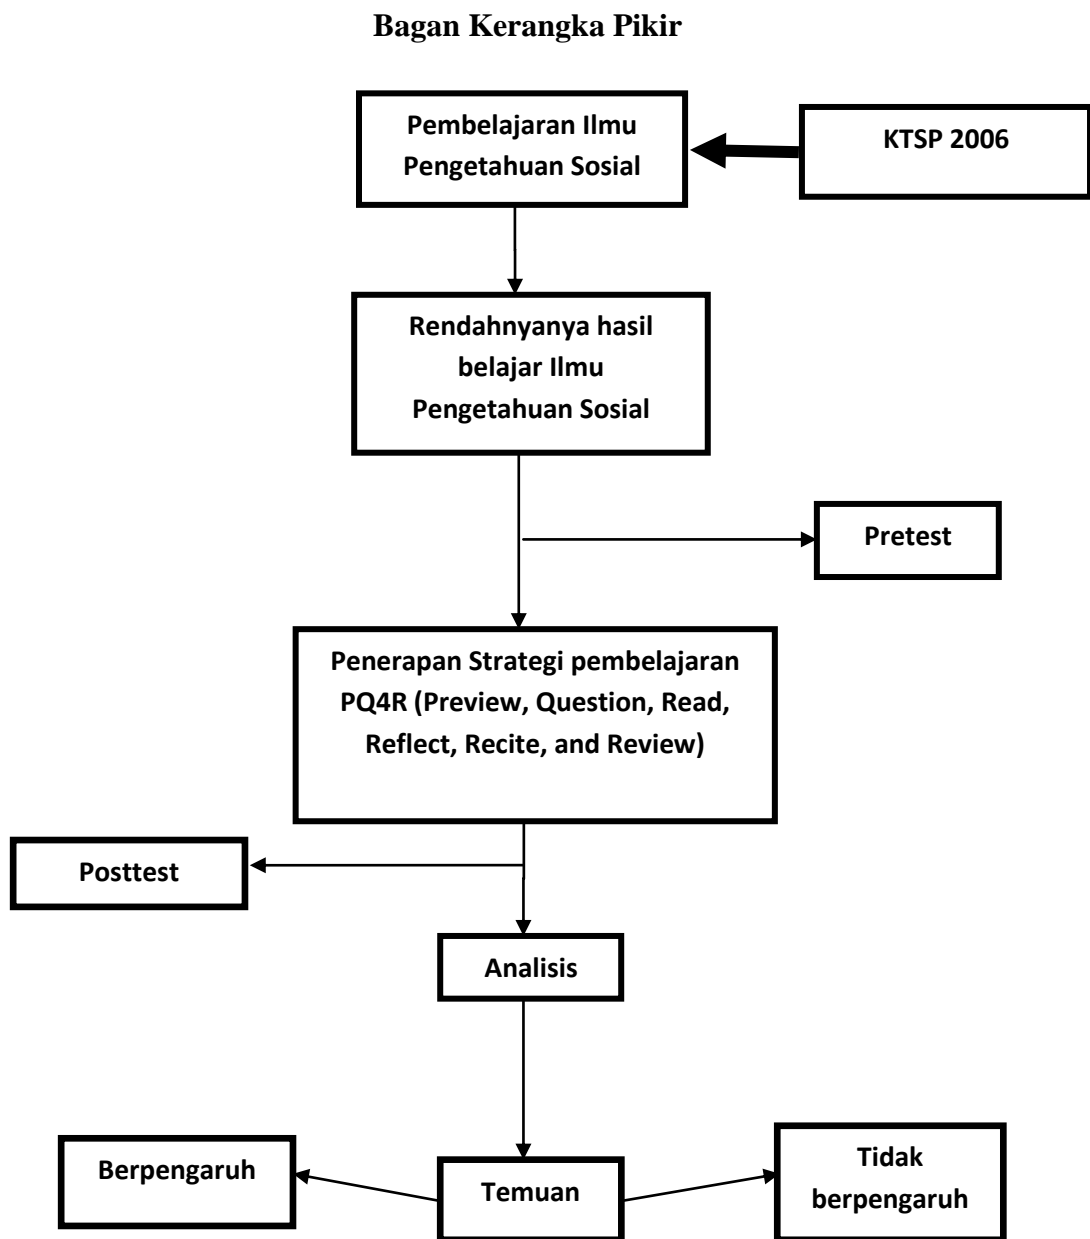 Bagan Kerangka Pikir
Pembelajaran Ilmu
Pengetahuan Sosial
KTSP 2006
Rendahnyanya hasil
belajar Ilmu
Pengetahuan Sosial
Pretest
Penerapan Strategi pembelajaran
PQ4R (Preview, Question, Read,
Reflect, Recite, and Review)
Posttest
Analisis
Berpengaruh
Temuan
Tidak
berpengaruh